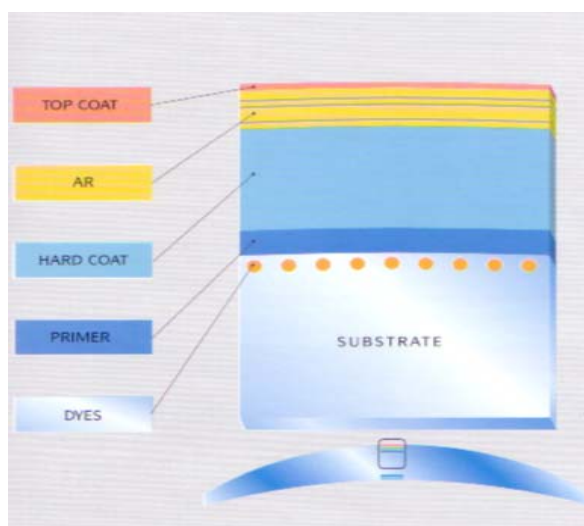 TOP COAT
AR
HARD COAT
PRIMER
SUBSTRATE
DYES